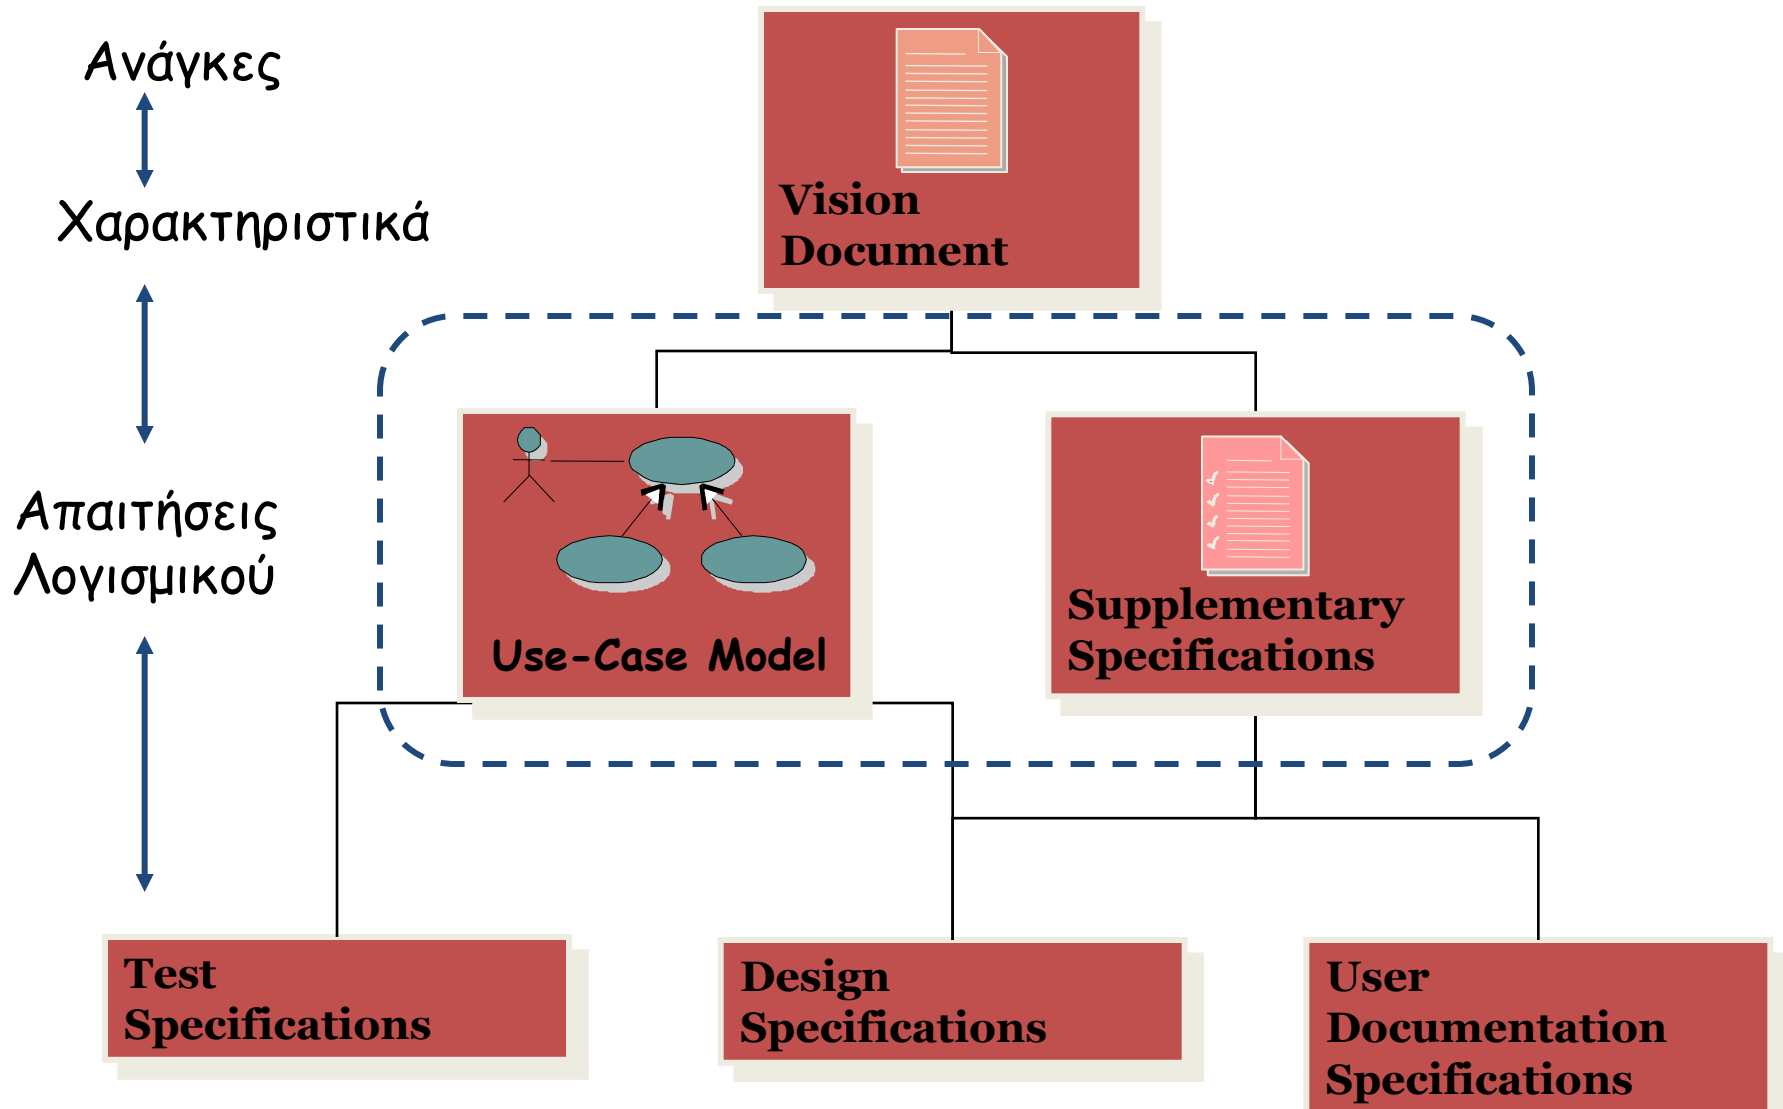 Ανάγκες
Χαρακτηριστικά
Απαιτήσεις
Λογισμικού
Vision
Document
Use-Case Model
Supplementary
Specifications
Test
Specifications
Design
Specifications
User
Documentation
Specifications